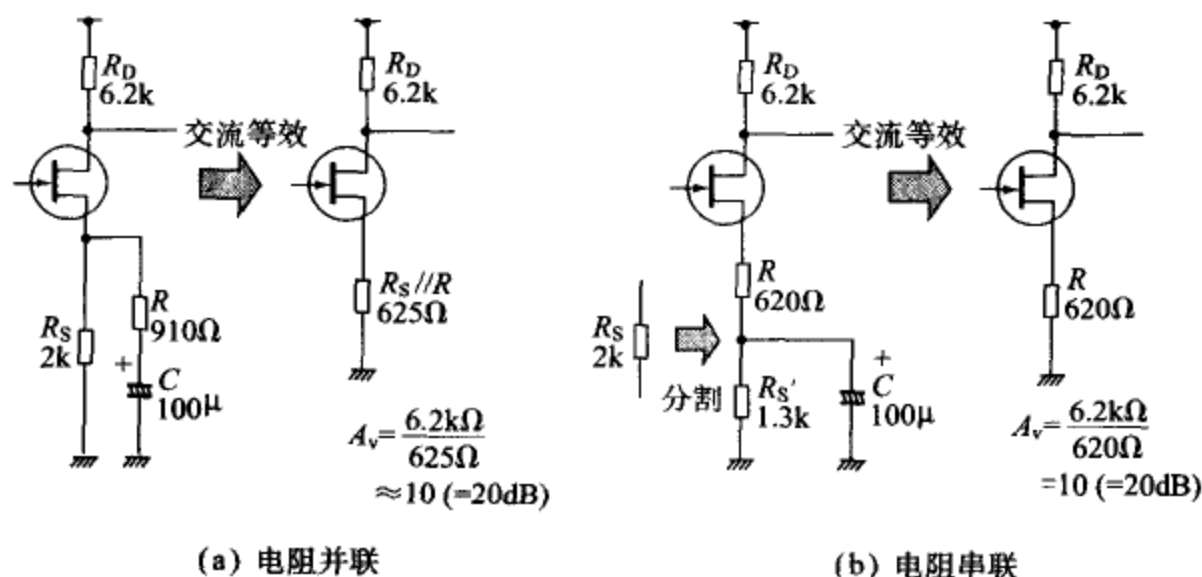 R_D
6.2k
交流等效
R_D
6.2k
R_S
2k
R
910Ω
+
C
100μ
R_S//R
625Ω
A_v= 6.2kΩ
625Ω
≈10 (=20dB)
(a) 电阻并联
R_D
6.2k
交流等效
R_D
6.2k
R
620Ω
R_S
2k
分割
R_S'
1.3k
+
C
100μ
R
620Ω
A_v= 6.2kΩ
620Ω
=10 (=20dB)
(b) 电阻串联